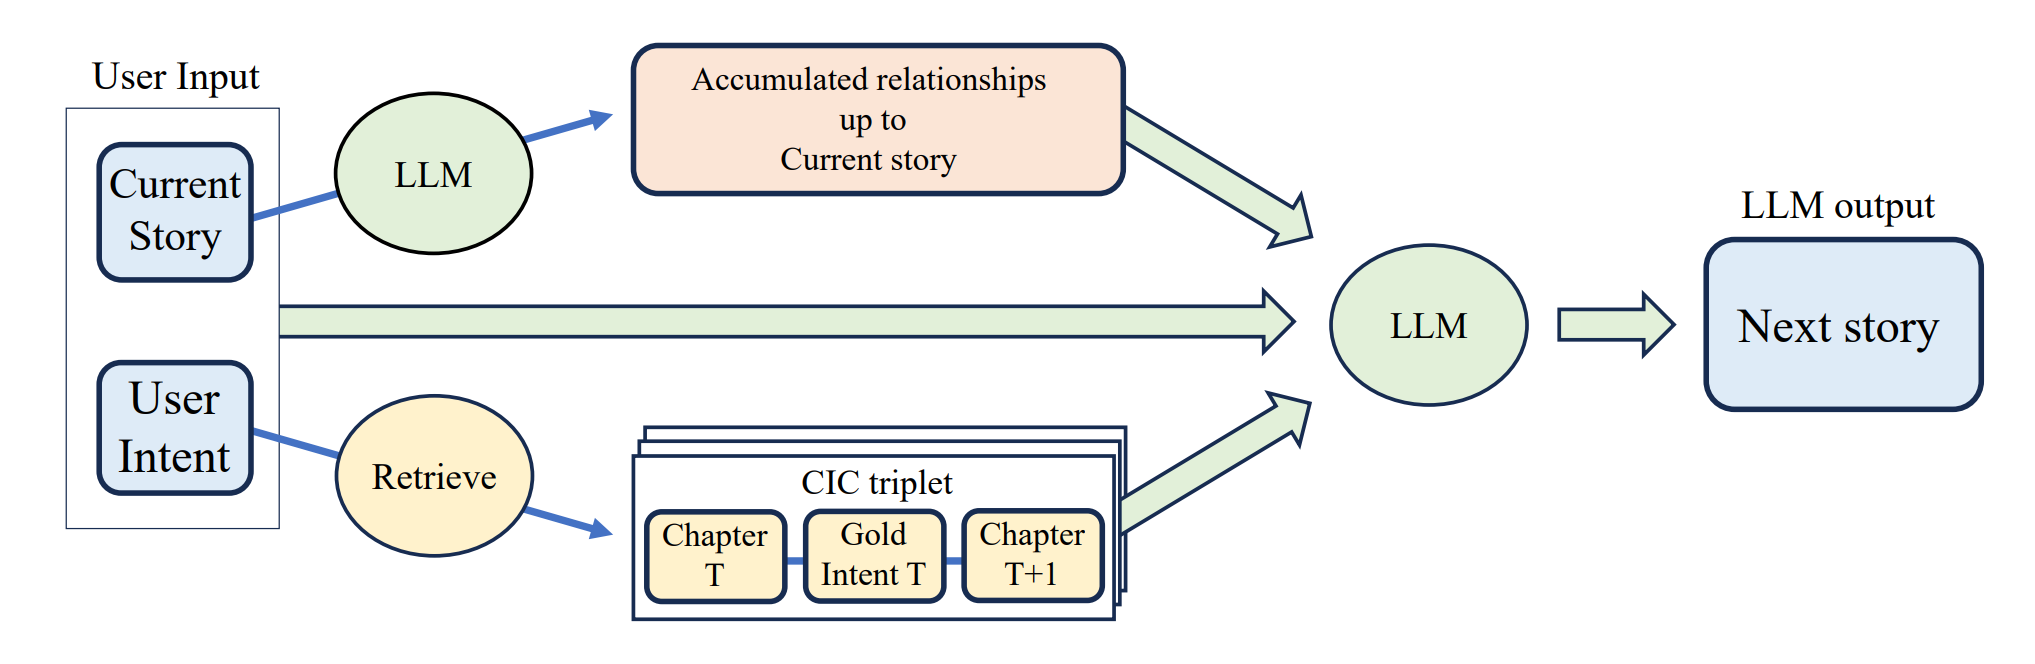 User Input
Current
Story
User
Intent
LLM
Retrieve
Accumulated relationships
up to
Current story
CIC triplet
Chapter
T
Gold
Intent T
Chapter
T+1
LLM
LLM output
Next story